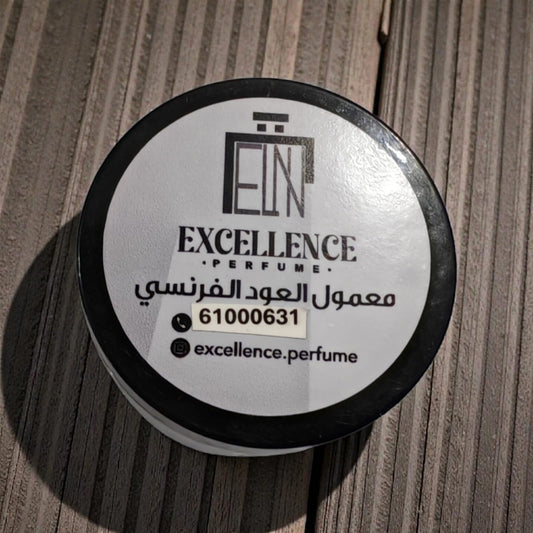 ELN
EXCELLENCE
• PERFUME •
معمول العود الفرنسي
61000631
excellence.perfume